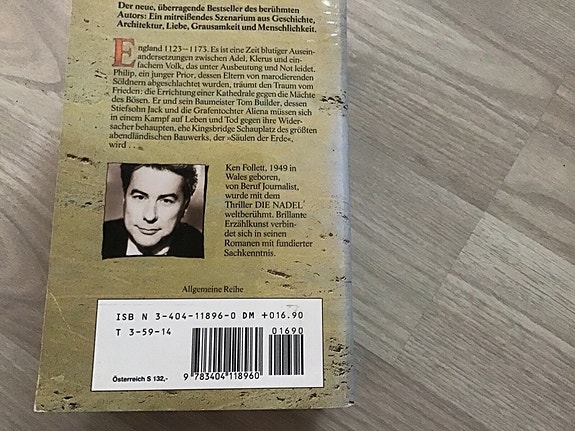 Der neue, überragende Bestseller des berühmten
Autors: Ein mitreißendes Szenarium aus Geschichte,
Architektur, Liebe, Grausamkeit und Menschlichkeit.
England 1123–1173. Es ist eine Zeit blutiger Ausein-
andersetzungen zwischen Adel, Klerus und ein-
fachem Volk, das unter Ausbeutung und Not leidet.
Philip, ein junger Prior, dessen Eltern von marodierenden
Söldnern abgeschlachtet wurden, träumt den Traum vom
Frieden: die Errichtung einer Kathedrale gegen die Mächte
des Bösen. Er und sein Baumeister Tom Builder, dessen
Stiefsohn Jack und die Grafentochter Aliena müssen sich
in einem Kampf auf Leben und Tod gegen ihre Wider-
sacher behaupten, ehe Kingsbridge Schauplatz des größten
abendländischen Bauwerks, der »Säulen der Erde«,
wird . . .
Ken Follett, 1949 in
Wales geboren,
von Beruf Journalist,
wurde mit dem
Thriller DIE NADEL
weltberühmt. Brillante
Erzählkunst verbin-
det sich in seinen
Romanen mit fundierter
Sachkenntnis.
Allgemeine Reihe
ISBN 3-404-11896-0 DM +016.90
T 3-59-14
01690
Österreich S 132,-
9 783404 118960